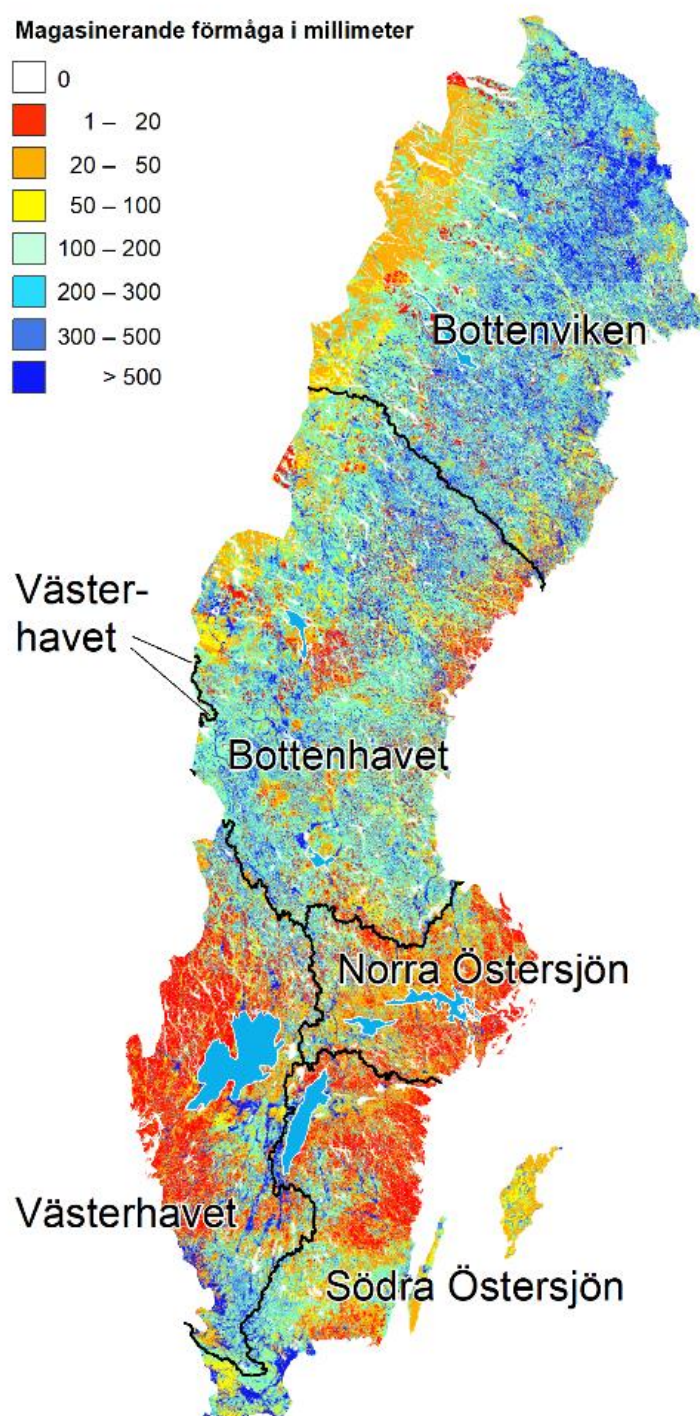 Magasinerande förmåga i millimeter
0
1 – 20
20 – 50
50 – 100
100 – 200
200 – 300
300 – 500
> 500
Bottenviken
Väster-
havet
Bottenhavet
Norra Östersjön
Västerhavet
Södra Östersjön